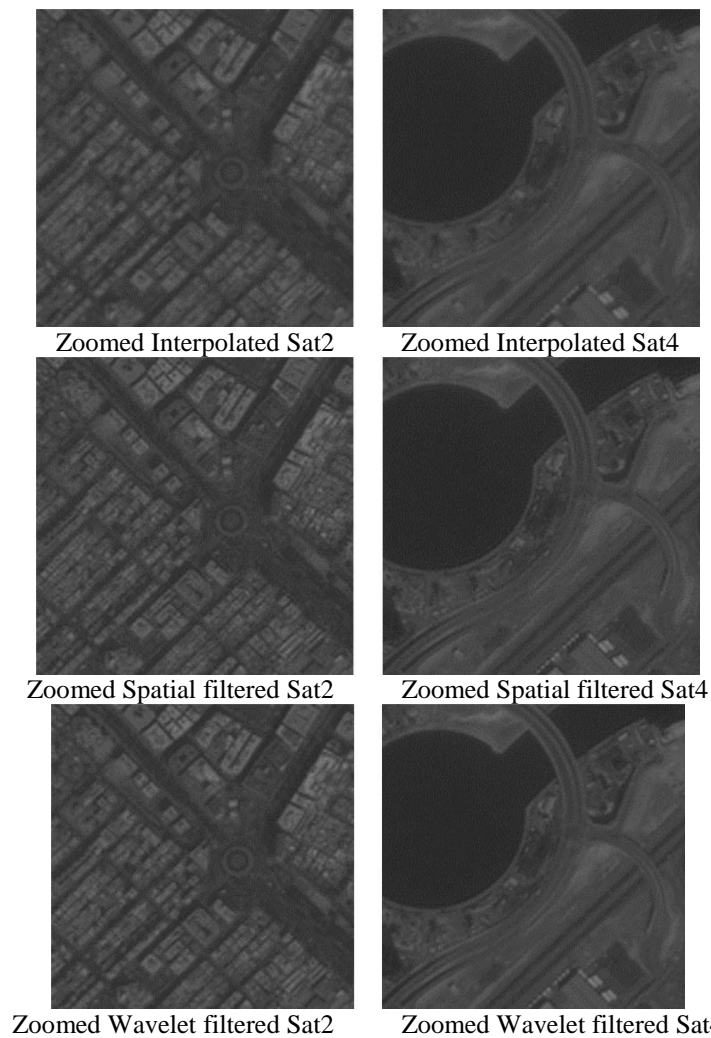 Zoomed Interpolated Sat2 Zoomed Interpolated Sat4
Zoomed Spatial filtered Sat2 Zoomed Spatial filtered Sat4
Zoomed Wavelet filtered Sat2 Zoomed Wavelet filtered